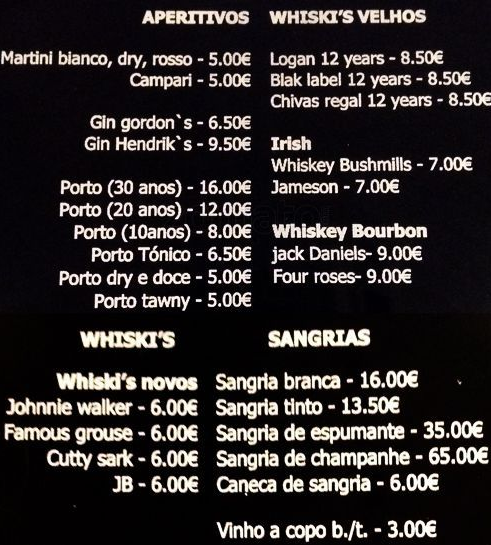 APERITIVOS
Martini bianco, dry, rosso - 5.00€
Campari - 5.00€
Gin gordon`s - 6.50€
Gin Hendrik`s - 9.50€
Porto (30 anos) - 16.00€
Porto (20 anos) - 12.00€
Porto (10anos) - 8.00€
Porto Tónico - 6.50€
Porto dry e doce - 5.00€
Porto tawny - 5.00€
WHISKI'S VELHOS
Logan 12 years - 8.50€
Blak label 12 years - 8.50€
Chivas regal 12 years - 8.50€
Irish
Whiskey Bushmills - 7.00€
Jameson - 7.00€
Whiskey Bourbon
jack Daniels- 9.00€
Four roses- 9.00€
WHISKI'S
Whiski's novos
Johnnie walker - 6.00€
Famous grouse - 6.00€
Cutty sark - 6.00€
JB - 6.00€
SANGRIAS
Sangria branca - 16.00€
Sangria tinto - 13.50€
Sangria de espumante - 35.00€
Sangria de champanhe - 65.00€
Caneca de sangria - 6.00€
Vinho a copo b./t. - 3.00€